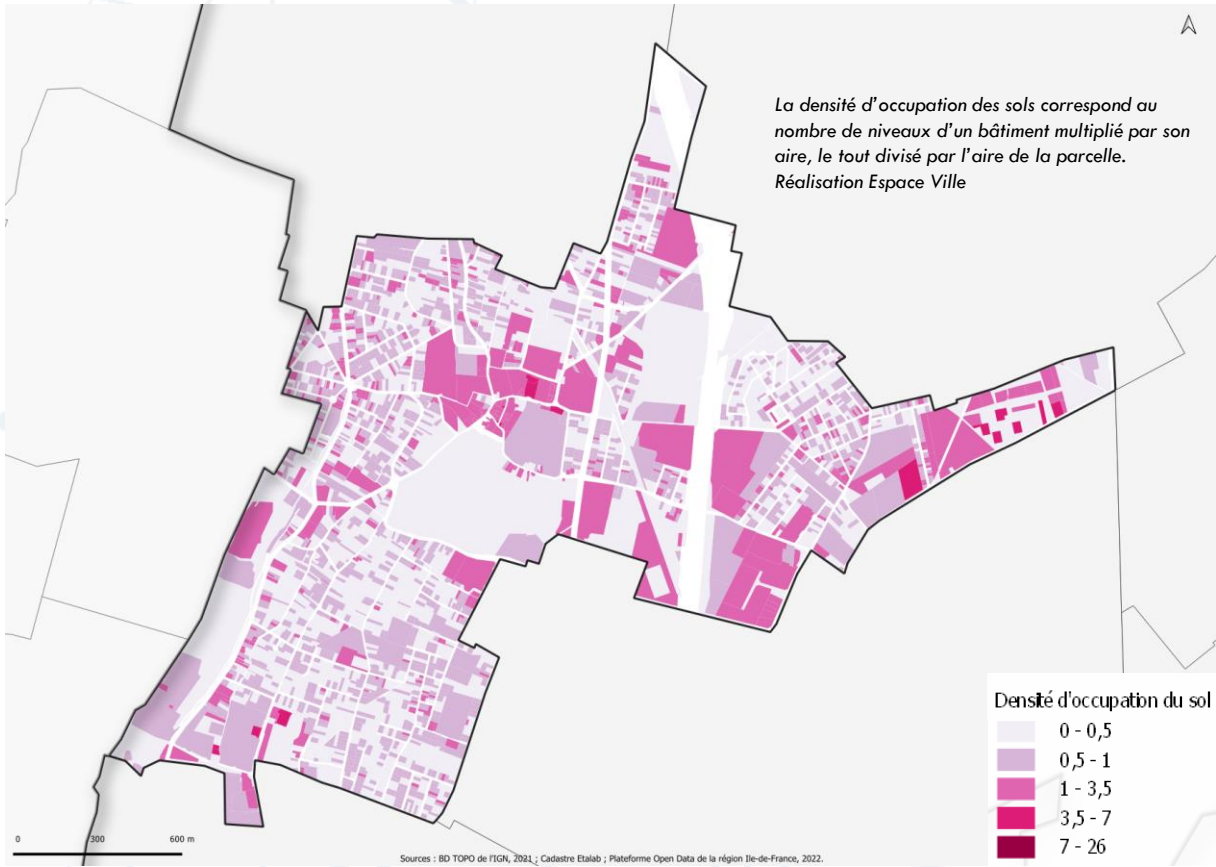 La densité d'occupation des sols correspond au
nombre de niveaux d'un bâtiment multiplié par son
aire, le tout divisé par l'aire de la parcelle.
Réalisation Espace Ville
Densité d'occupation du sol
0 - 0,5
0,5 - 1
1 - 3,5
3,5 - 7
7 - 26
0 300 600 m
Sources : BD TOPO de l'IGN, 2021 ; Cadastre Etalab ; Plateforme Open Data de la région Ile-de-France, 2022.